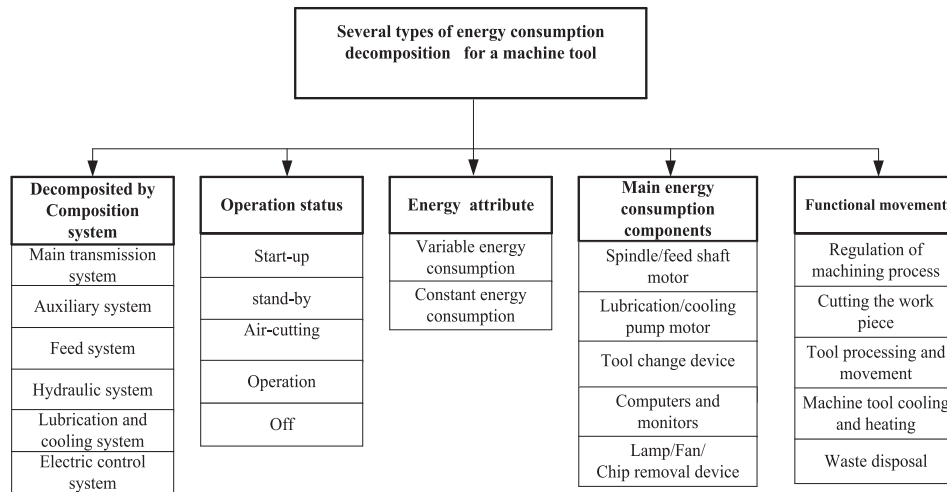 Several types of energy consumption
decomposition for a machine tool
Decomposited by
Composition
system
Main transmission
system
Auxiliary system
Feed system
Hydraulic system
Lubrication and
cooling system
Electric control
system
Operation status
Start-up
stand-by
Air-cutting
Operation
Off
Energy attribute
Variable energy
consumption
Constant energy
consumption
Main energy
consumption
components
Spindle/feed shaft
motor
Lubrication/cooling
pump motor
Tool change device
Computers and
monitors
Lamp/Fan/
Chip removal device
Functional movement
Regulation of
machining process
Cutting the work
piece
Tool processing and
movement
Machine tool cooling
and heating
Waste disposal